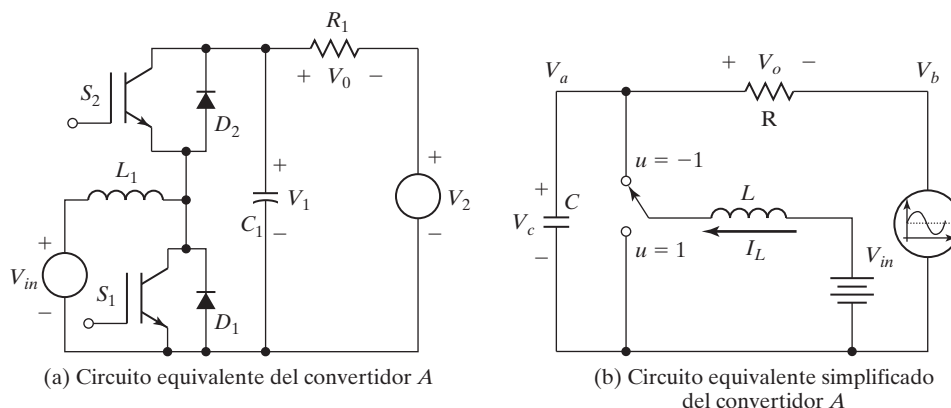 S2
D2
L1
Vin
+
−
S1
D1
R1
+ V0 −
+
V1
C1
−
+
V2
−
(a) Circuito equivalente del convertidor A
Va
+ Vo −
R
Vb
u = −1
+
C
Vc
−
L
IL
u = 1
Vin
(b) Circuito equivalente simplificado
del convertidor A